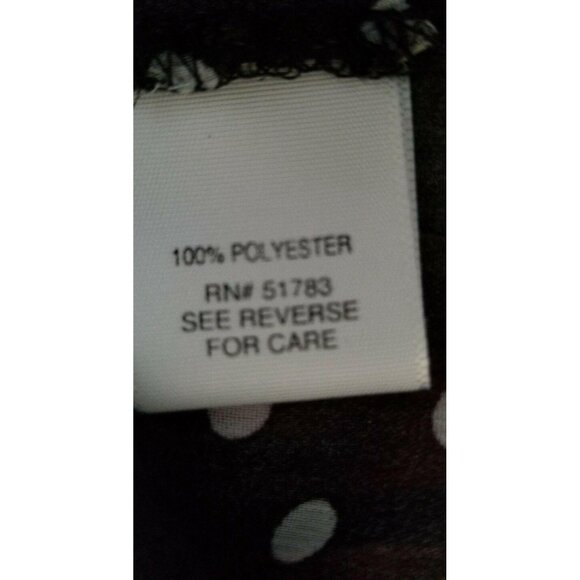 100% POLYESTER
RN# 51783
SEE REVERSE
FOR CARE